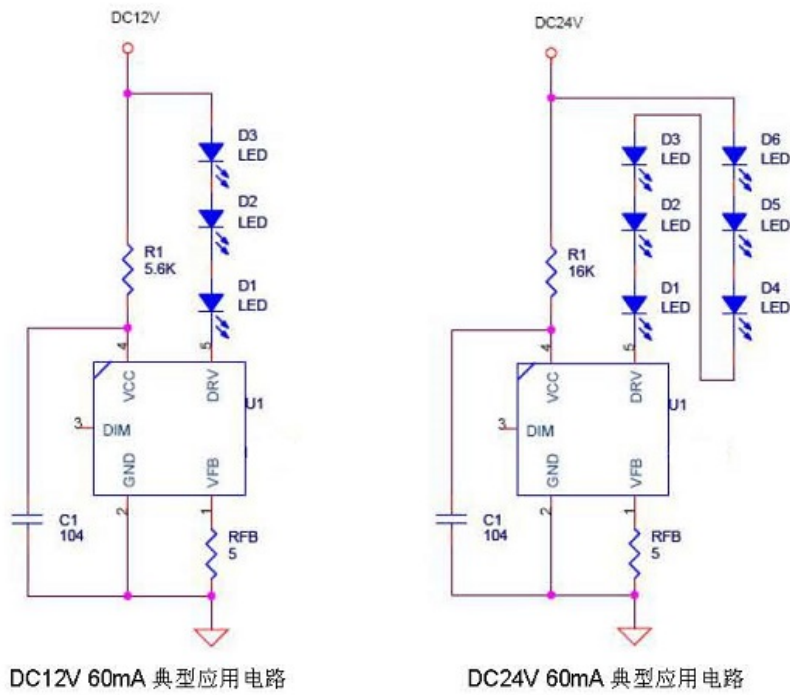 DC12V
D3
LED
D2
LED
R1
5.6K
D1
LED
4
5
VCC
DRV
U1
3
DIM
GND
VFB
C1
104
2
1
RFB
5
DC12V 60mA 典型应用电路
DC24V
D3
LED
D6
LED
D2
LED
D5
LED
R1
16K
D1
LED
D4
LED
4
5
VCC
DRV
U1
3
DIM
GND
VFB
C1
104
2
1
RFB
5
DC24V 60mA 典型应用电路